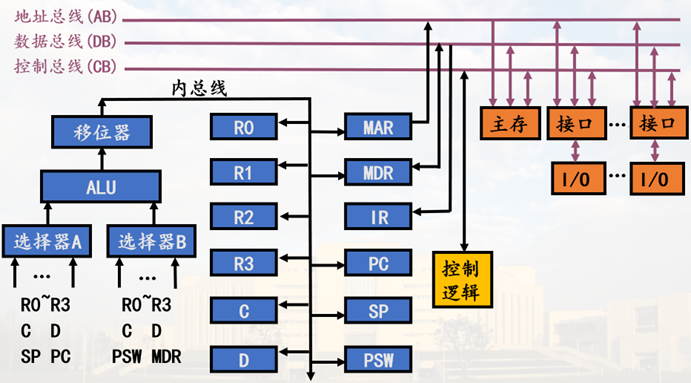 地址总线(AB)
数据总线(DB)
控制总线(CB)
内总线
移位器
R0
MAR
主存
接口
…
接口
ALU
R1
MDR
I/O
…
I/O
选择器A
选择器B
R2
IR
…
…
R3
PC
控制
逻辑
R0~R3
C D
SP PC
R0~R3
C D
PSW MDR
C
SP
D
PSW